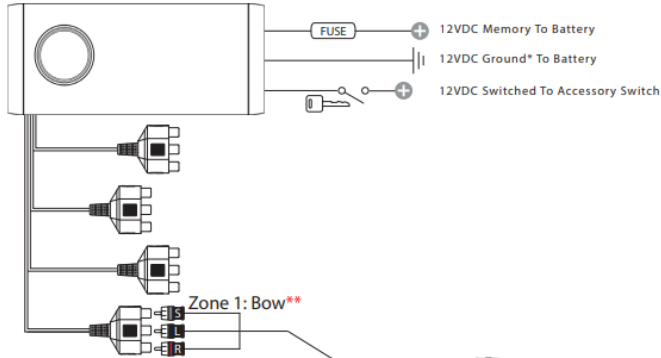 FUSE
12VDC Memory To Battery
12VDC Ground* To Battery
12VDC Switched To Accessory Switch
Zone 1: Bow**
S
L
R